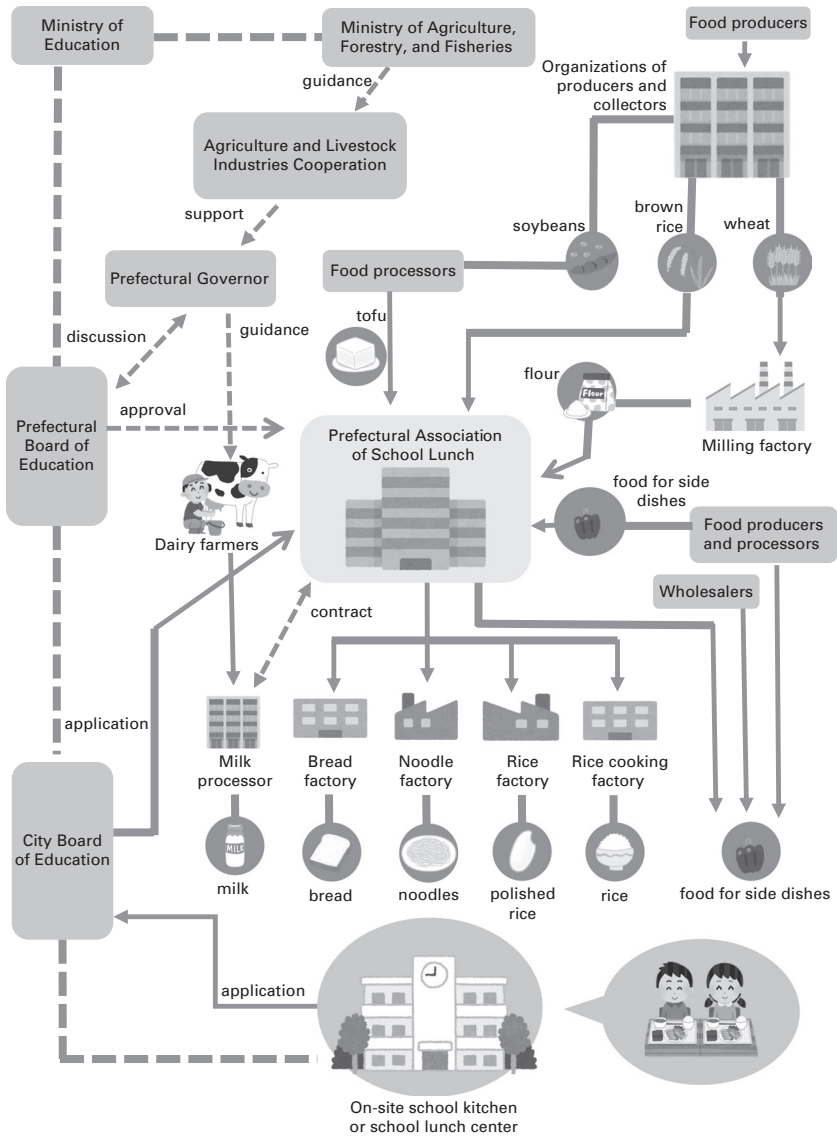 Ministry of
Education
Ministry of Agriculture,
Forestry, and Fisheries
Food producers
guidance
Organizations of
producers and
collectors
Agriculture and Livestock
Industries Cooperation
support
soybeans
brown
rice
wheat
Prefectural Governor
Food processors
discussion
guidance
tofu
flour
Flour
Milling factory
Prefectural
Board of
Education
approval
Prefectural Association
of School Lunch
food for side
dishes
Food producers
and processors
Dairy farmers
Wholesalers
contract
application
Milk
processor
Bread
factory
Noodle
factory
Rice
factory
Rice cooking
factory
City Board
of Education
MILK
milk
bread
noodles
polished
rice
rice
food for side dishes
application
On-site school kitchen
or school lunch center